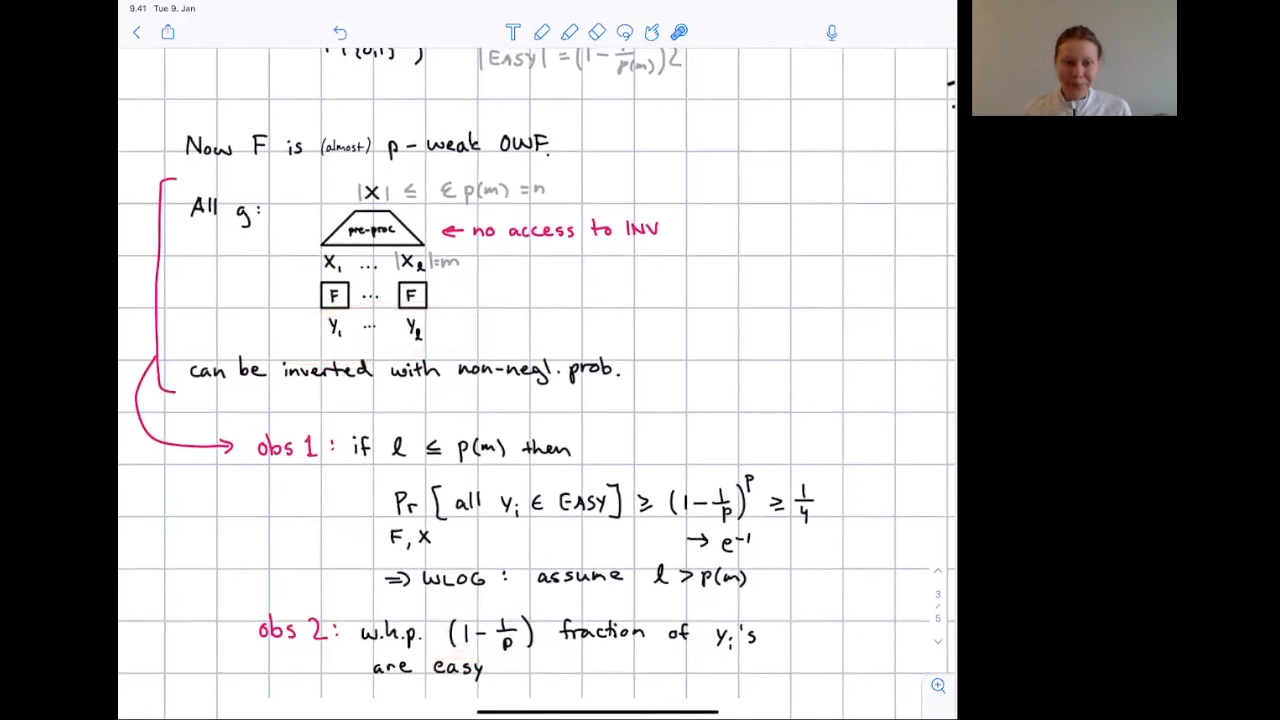 9.41 Tue 9. Jan
|EASY| = (1 - 1/p(m)) 2
Now F is (almost) p-weak OWF.
All g:
|X| ≤ ε p(m) = n
pre-proc
← no access to INV
X₁ ... |Xₗ| = m
F ... F
Y₁ ... Yₗ
can be inverted with non-negl. prob.
obs 1: if l ≤ p(m) then
Pr [all yᵢ ∈ EASY] ≥ (1 - 1/p)^p ≥ 1/4
F, X → e⁻¹
⇒ WLOG: assume l > p(m)
obs 2: w.h.p. (1 - 1/p) fraction of yᵢ's
are easy
3
/
5